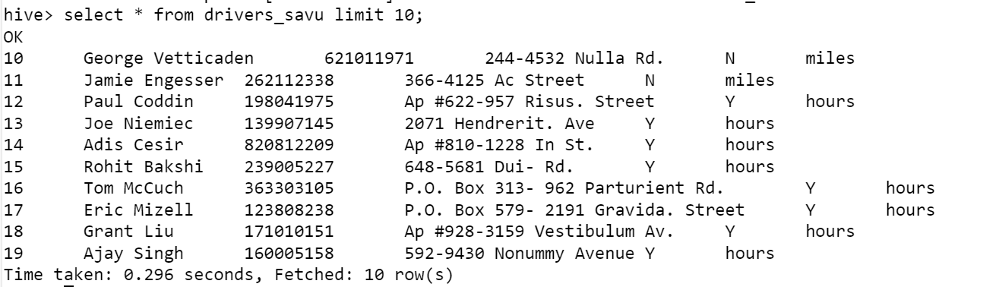 hive> select * from drivers_savu limit 10;
OK
10 George Vetticaden 621011971 244-4532 Nulla Rd. N miles
11 Jamie Engesser 262112338 366-4125 Ac Street N miles
12 Paul Coddin 198041975 Ap #622-957 Risus. Street Y hours
13 Joe Niemiec 139907145 2071 Hendrerit. Ave Y hours
14 Adis Cesir 820812209 Ap #810-1228 In St. Y hours
15 Rohit Bakshi 239005227 648-5681 Dui- Rd. Y hours
16 Tom McCuch 363303105 P.O. Box 313- 962 Parturient Rd. Y hours
17 Eric Mizell 123808238 P.O. Box 579- 2191 Gravida. Street Y hours
18 Grant Liu 171010151 Ap #928-3159 Vestibulum Av. Y hours
19 Ajay Singh 160005158 592-9430 Nonummy Avenue Y hours
Time taken: 0.296 seconds, Fetched: 10 row(s)